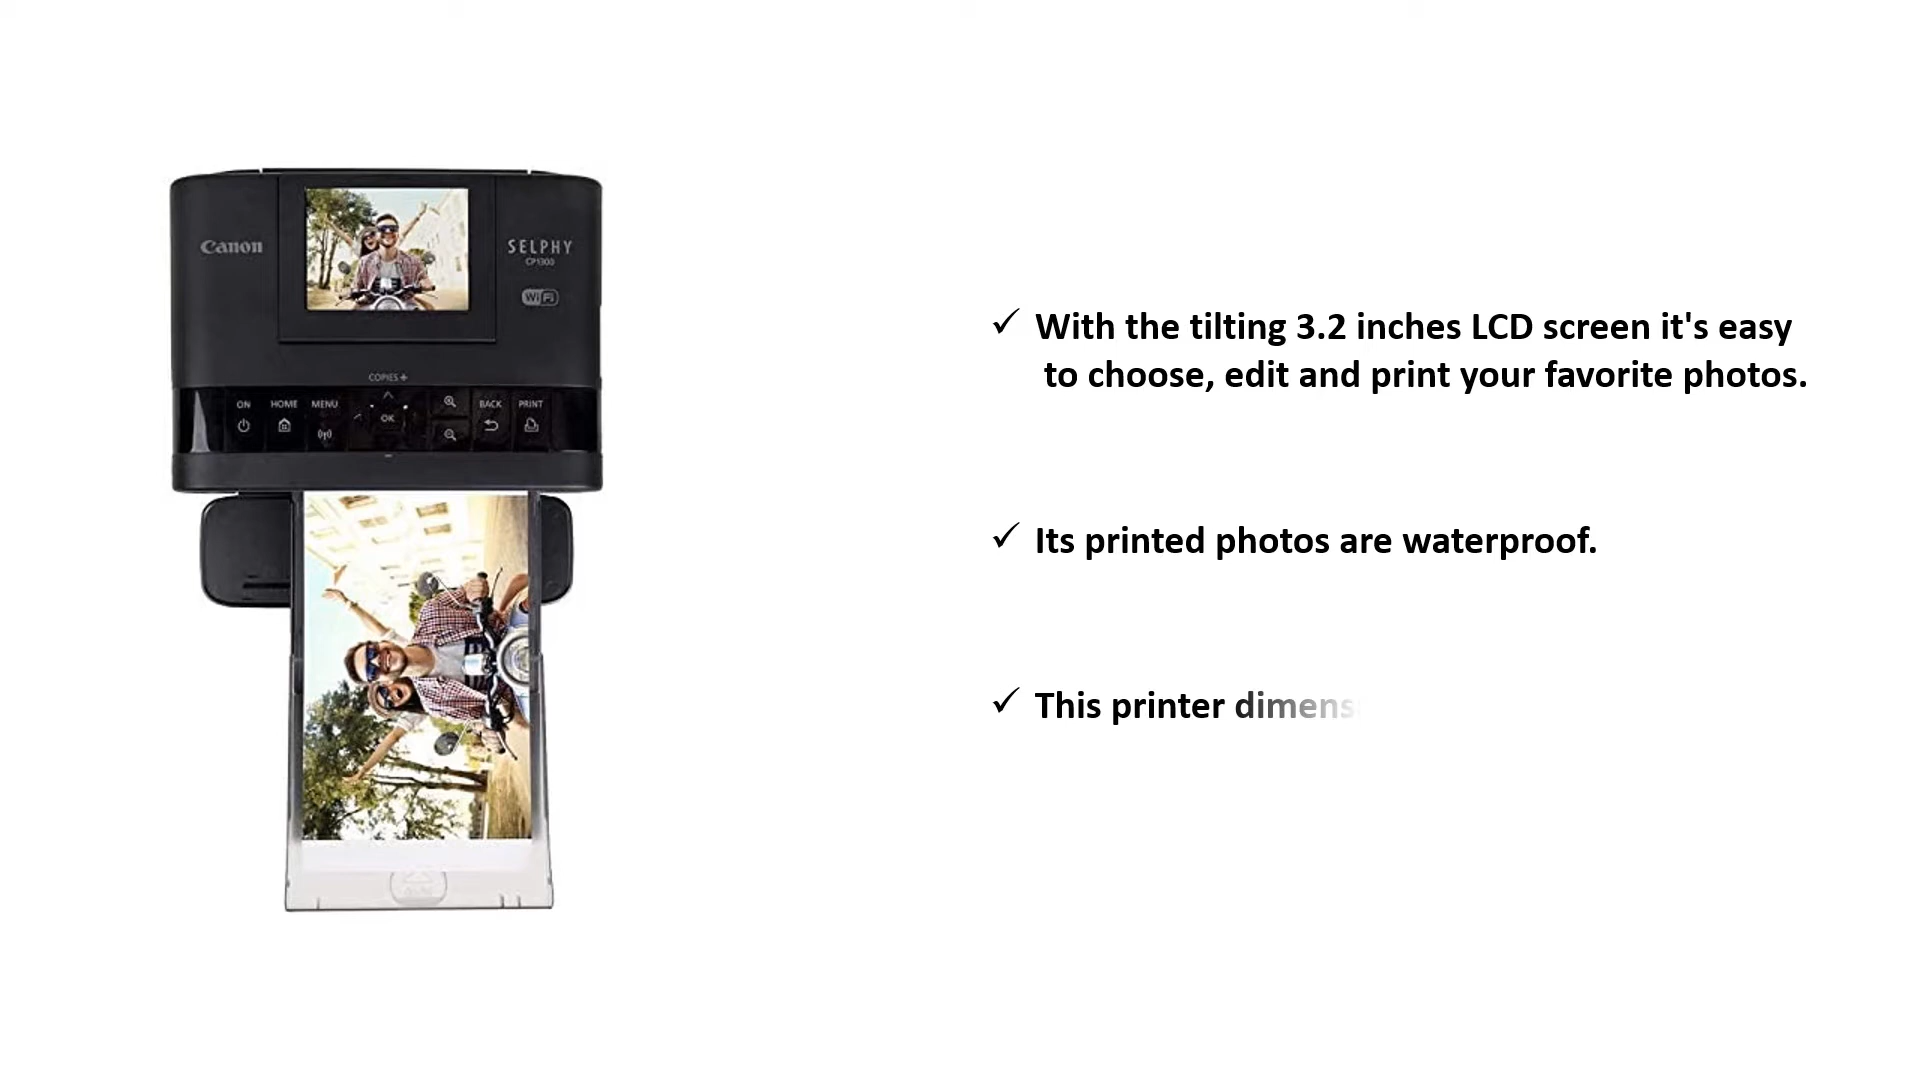 Canon
SELPHY
CP1300
Wi Fi
COPIES +
ON HOME MENU OK BACK PRINT
✓ With the tilting 3.2 inches LCD screen it's easy
to choose, edit and print your favorite photos.
✓ Its printed photos are waterproof.
✓ This printer dimens